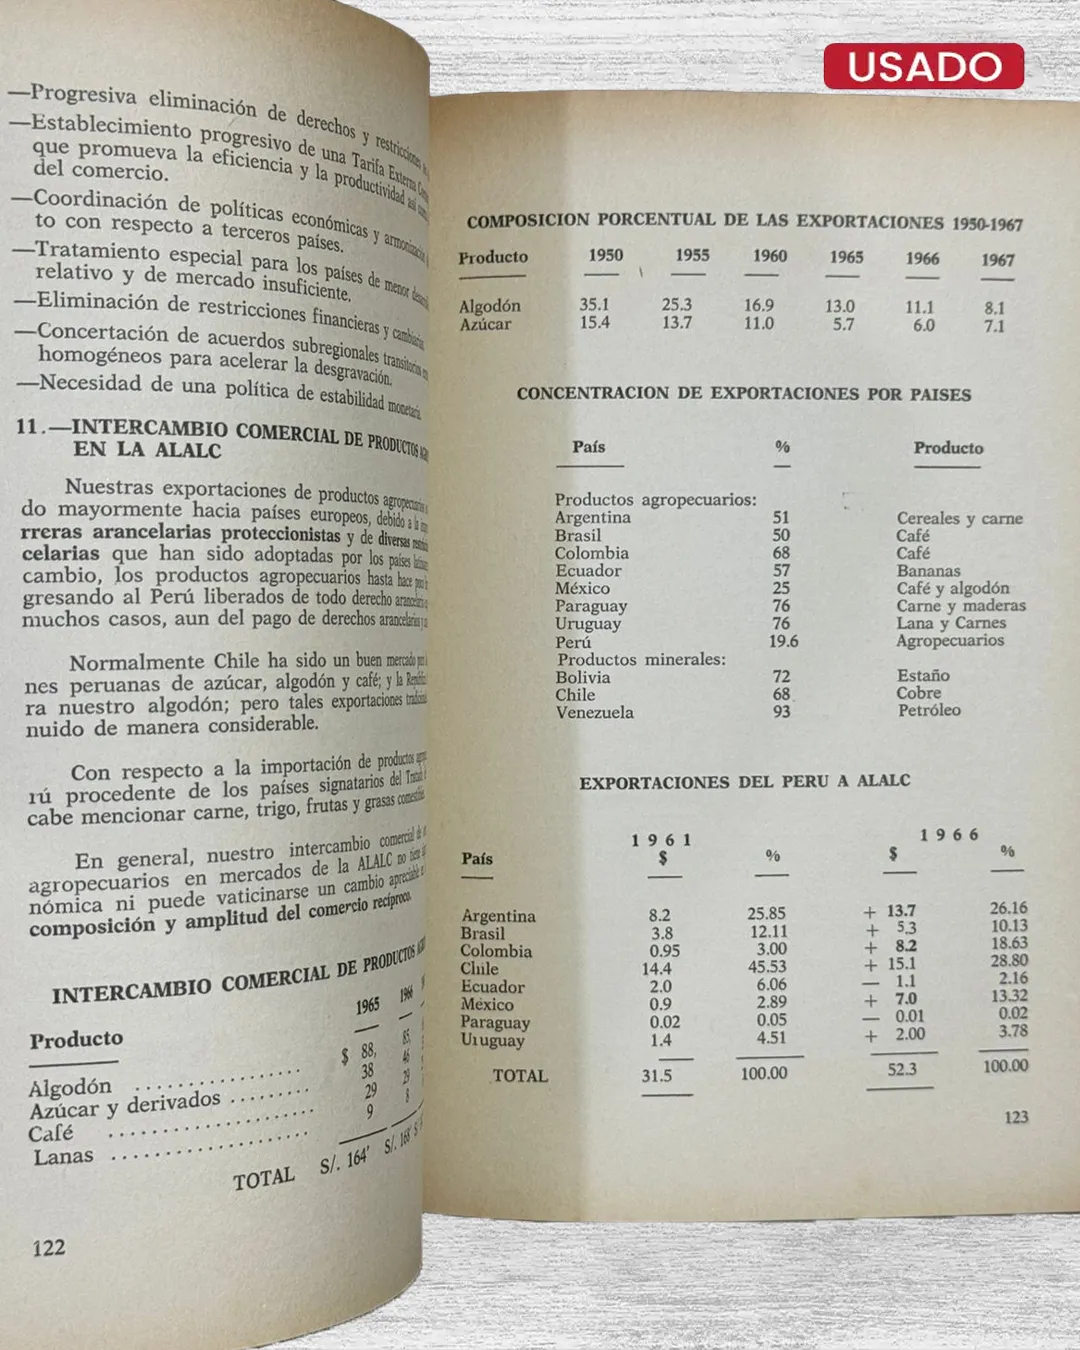 USADO
—Progresiva eliminación de derechos y restricciones
—Establecimiento progresivo de una Tarifa Externa
que promueva la eficiencia y la productividad así
del comercio.
—Coordinación de políticas económicas y armonización
to con respecto a terceros países.
—Tratamiento especial para los países de menor
relativo y de mercado insuficiente.
—Eliminación de restricciones financieras y cambiarias
—Concertación de acuerdos subregionales transitorios
homogéneos para acelerar la desgravación.
—Necesidad de una política de estabilidad monetaria.
11.—INTERCAMBIO COMERCIAL DE PRODUCTOS
EN LA ALALC
Nuestras exportaciones de productos agropecuarios
do mayormente hacia países europeos, debido a la
rreras arancelarias proteccionistas y de diversas
celarias que han sido adoptadas por los países
cambio, los productos agropecuarios hasta hace
gresando al Perú liberados de todo derecho
muchos casos, aun del pago de derechos arancelarios
Normalmente Chile ha sido un buen mercado
nes peruanas de azúcar, algodón y café; y la
ra nuestro algodón; pero tales exportaciones
nuido de manera considerable.
Con respecto a la importación de productos
rú procedente de los países signatarios del
cabe mencionar carne, trigo, frutas y grasas
En general, nuestro intercambio comercial de
agropecuarios en mercados de la ALALC no tiene
nómica ni puede vaticinarse un cambio apreciable
composición y amplitud del comercio recíproco.
INTERCAMBIO COMERCIAL DE PRODUCTOS
Producto 1965 1966
Algodón $ 88, 85,
Azúcar y derivados 38 46
Café 29 29
Lanas 9 8
TOTAL S/. 164' S/. 168'
122
COMPOSICION PORCENTUAL DE LAS EXPORTACIONES 1950-1967
Producto 1950 1955 1960 1965 1966 1967
Algodón 35.1 25.3 16.9 13.0 11.1 8.1
Azúcar 15.4 13.7 11.0 5.7 6.0 7.1
CONCENTRACION DE EXPORTACIONES POR PAISES
País % Producto
Productos agropecuarios:
Argentina 51 Cereales y carne
Brasil 50 Café
Colombia 68 Café
Ecuador 57 Bananas
México 25 Café y algodón
Paraguay 76 Carne y maderas
Uruguay 76 Lana y Carnes
Perú 19.6 Agropecuarios
Productos minerales:
Bolivia 72 Estaño
Chile 68 Cobre
Venezuela 93 Petróleo
EXPORTACIONES DEL PERU A ALALC
1961 1966
País $ % $ %
Argentina 8.2 25.85 + 13.7 26.16
Brasil 3.8 12.11 + 5.3 10.13
Colombia 0.95 3.00 + 8.2 18.63
Chile 14.4 45.53 + 15.1 28.80
Ecuador 2.0 6.06 — 1.1 2.16
México 0.9 2.89 + 7.0 13.32
Paraguay 0.02 0.05 — 0.01 0.02
Uruguay 1.4 4.51 + 2.00 3.78
TOTAL 31.5 100.00 52.3 100.00
123